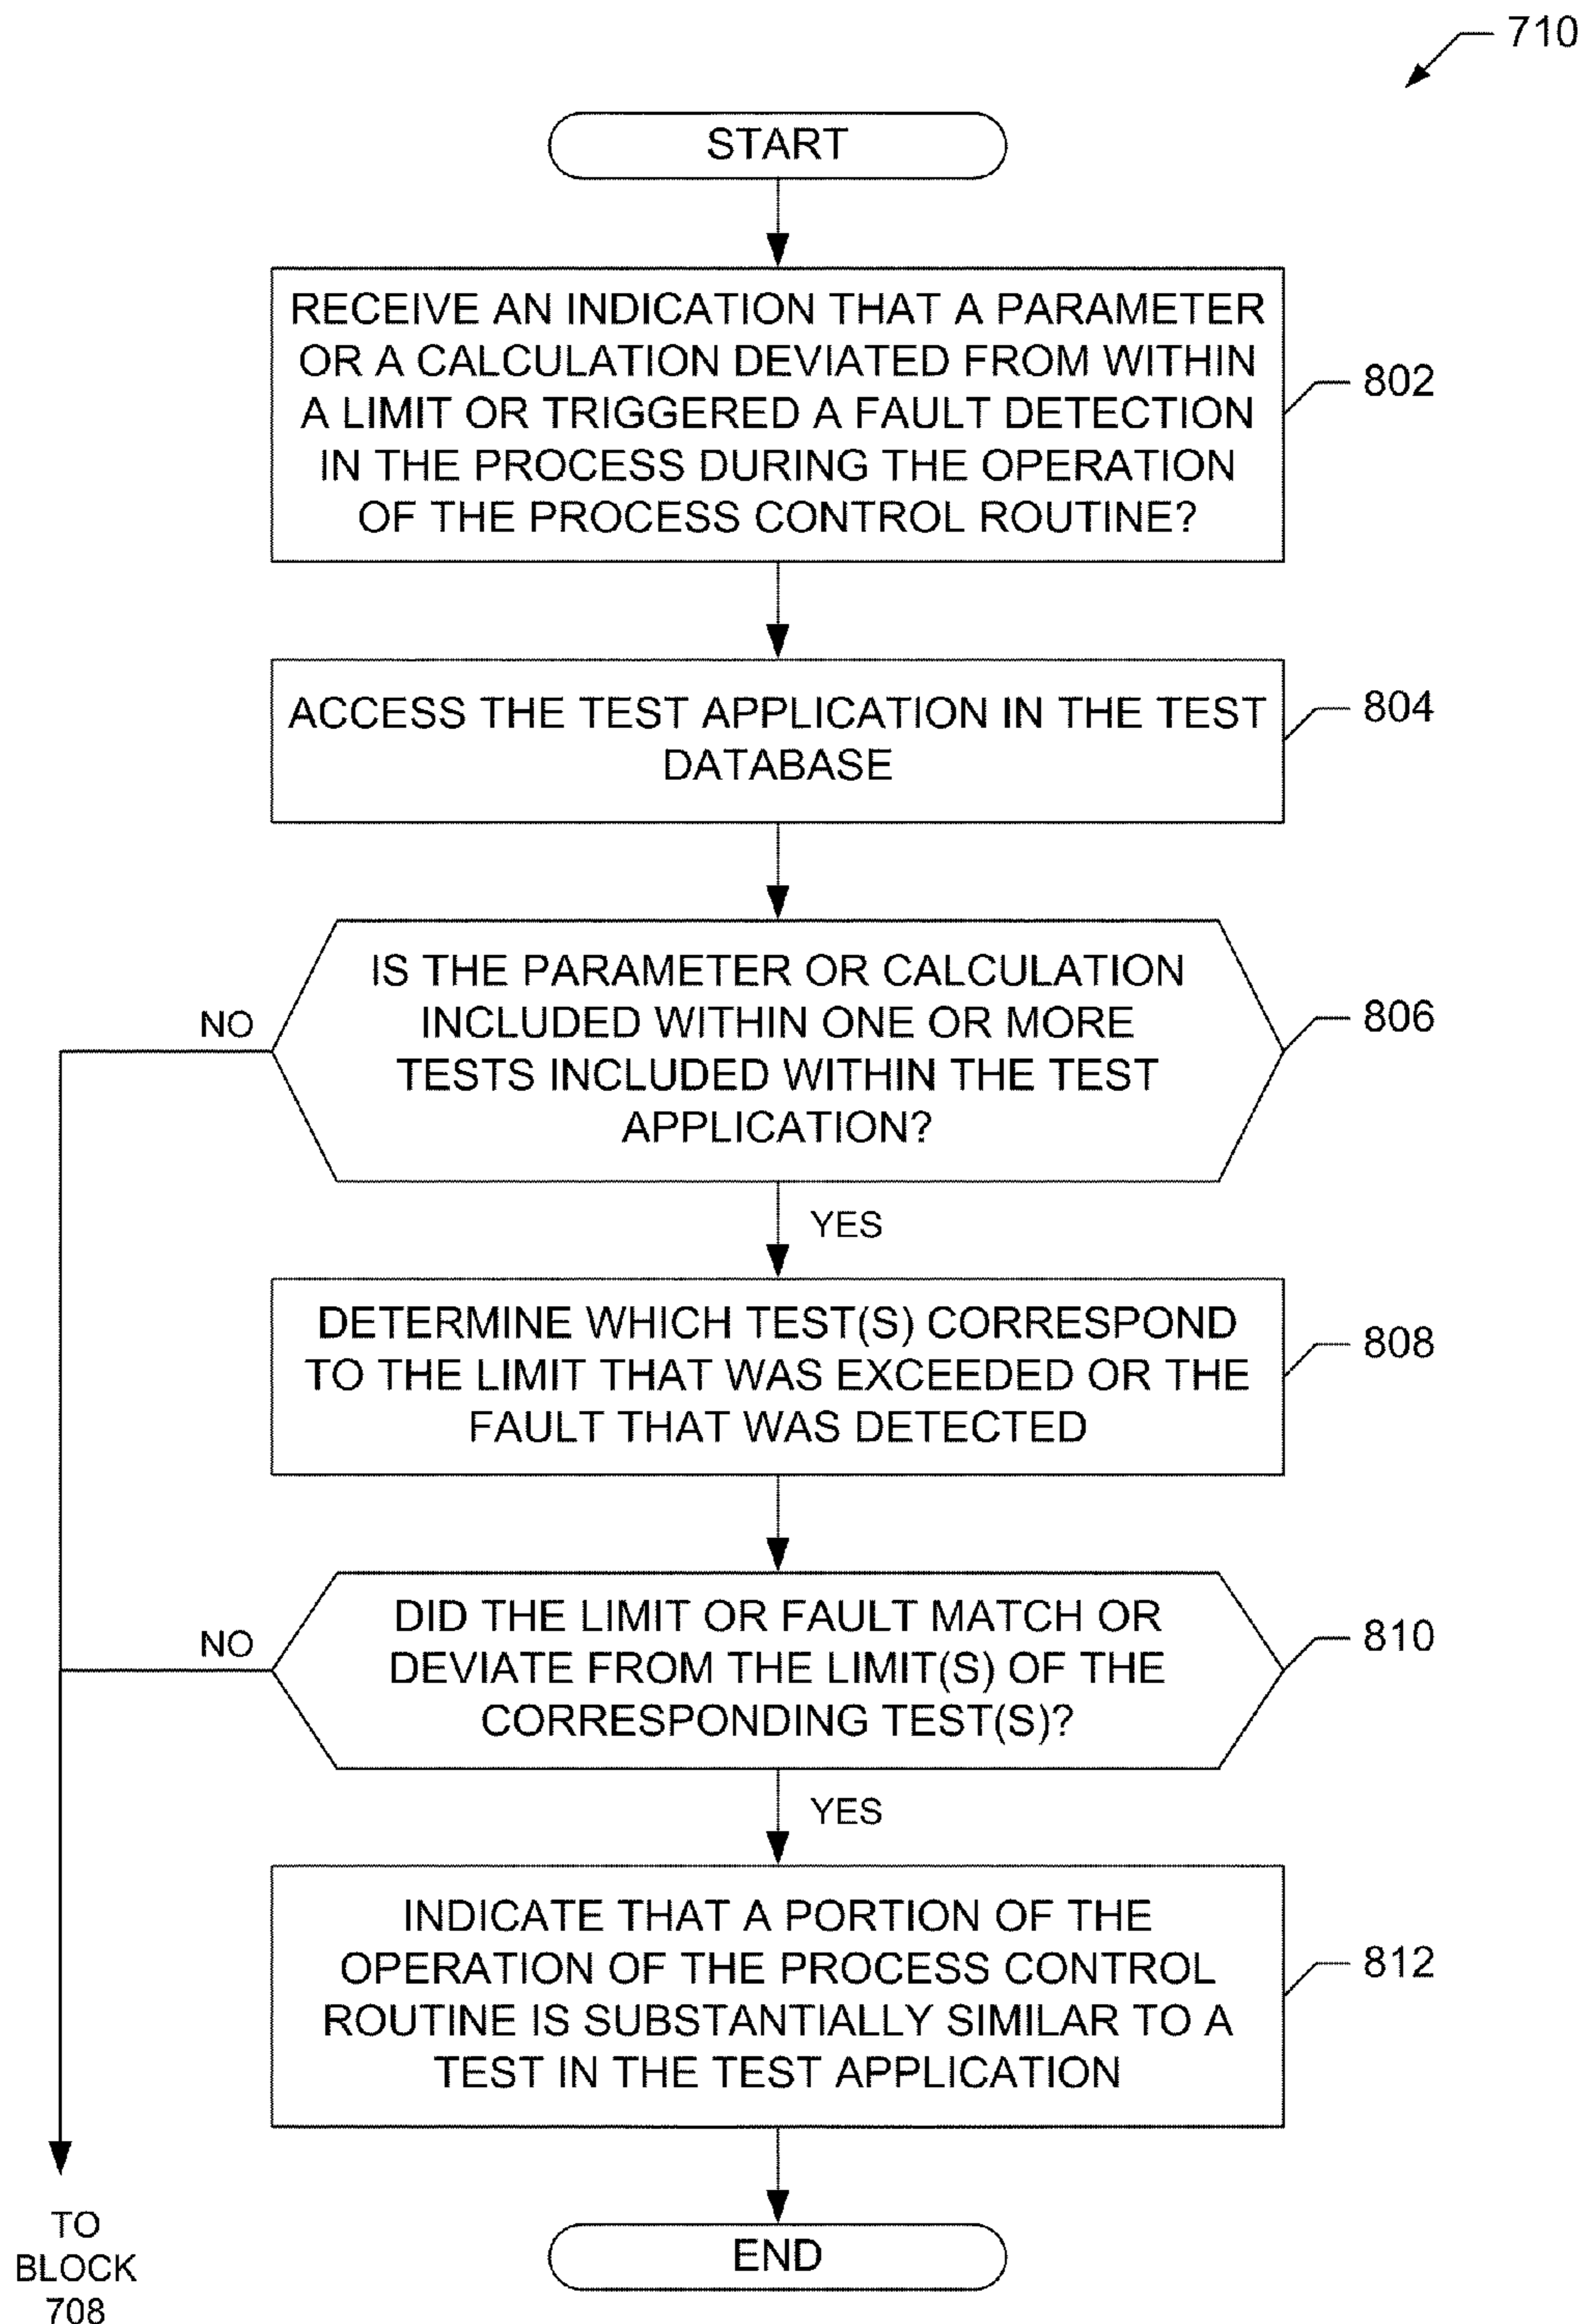 710
START
RECEIVE AN INDICATION THAT A PARAMETER
OR A CALCULATION DEVIATED FROM WITHIN
A LIMIT OR TRIGGERED A FAULT DETECTION
IN THE PROCESS DURING THE OPERATION
OF THE PROCESS CONTROL ROUTINE?
802
ACCESS THE TEST APPLICATION IN THE TEST
DATABASE
804
IS THE PARAMETER OR CALCULATION
INCLUDED WITHIN ONE OR MORE
TESTS INCLUDED WITHIN THE TEST
APPLICATION?
806
NO
YES
DETERMINE WHICH TEST(S) CORRESPOND
TO THE LIMIT THAT WAS EXCEEDED OR THE
FAULT THAT WAS DETECTED
808
DID THE LIMIT OR FAULT MATCH OR
DEVIATE FROM THE LIMIT(S) OF THE
CORRESPONDING TEST(S)?
810
NO
YES
INDICATE THAT A PORTION OF THE
OPERATION OF THE PROCESS CONTROL
ROUTINE IS SUBSTANTIALLY SIMILAR TO A
TEST IN THE TEST APPLICATION
812
TO
BLOCK
708
END